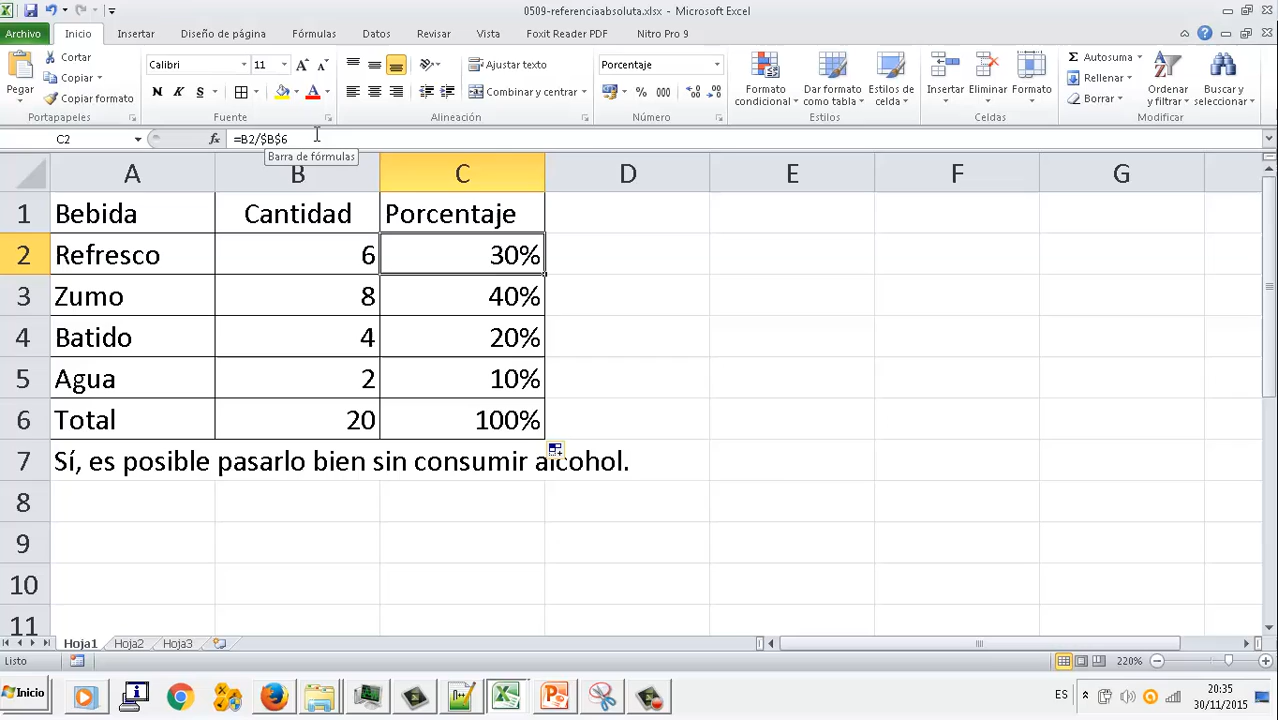 0509-referenciaabsoluta.xlsx - Microsoft Excel
Archivo Inicio Insertar Diseño de página Fórmulas Datos Revisar Vista Foxit Reader PDF Nitro Pro 9
Pegar
Cortar
Copiar
Copiar formato
Portapapeles
Calibri 11
N K S
Fuente
Ajustar texto
Combinar y centrar
Alineación
Porcentaje
% 000
Número
Formato condicional
Dar formato como tabla
Estilos de celda
Estilos
Insertar Eliminar Formato
Celdas
Autosuma
Rellenar
Borrar
Ordenar y filtrar
Buscar y seleccionar
Modificar
C2 fx =B2/$B$6
Barra de fórmulas
A B C D E F G
1 Bebida Cantidad Porcentaje
2 Refresco 6 30%
3 Zumo 8 40%
4 Batido 4 20%
5 Agua 2 10%
6 Total 20 100%
7 Sí, es posible pasarlo bien sin consumir alcohol.
8
9
10
11
Hoja1 Hoja2 Hoja3
Listo 220%
Inicio ES 20:35
30/11/2015